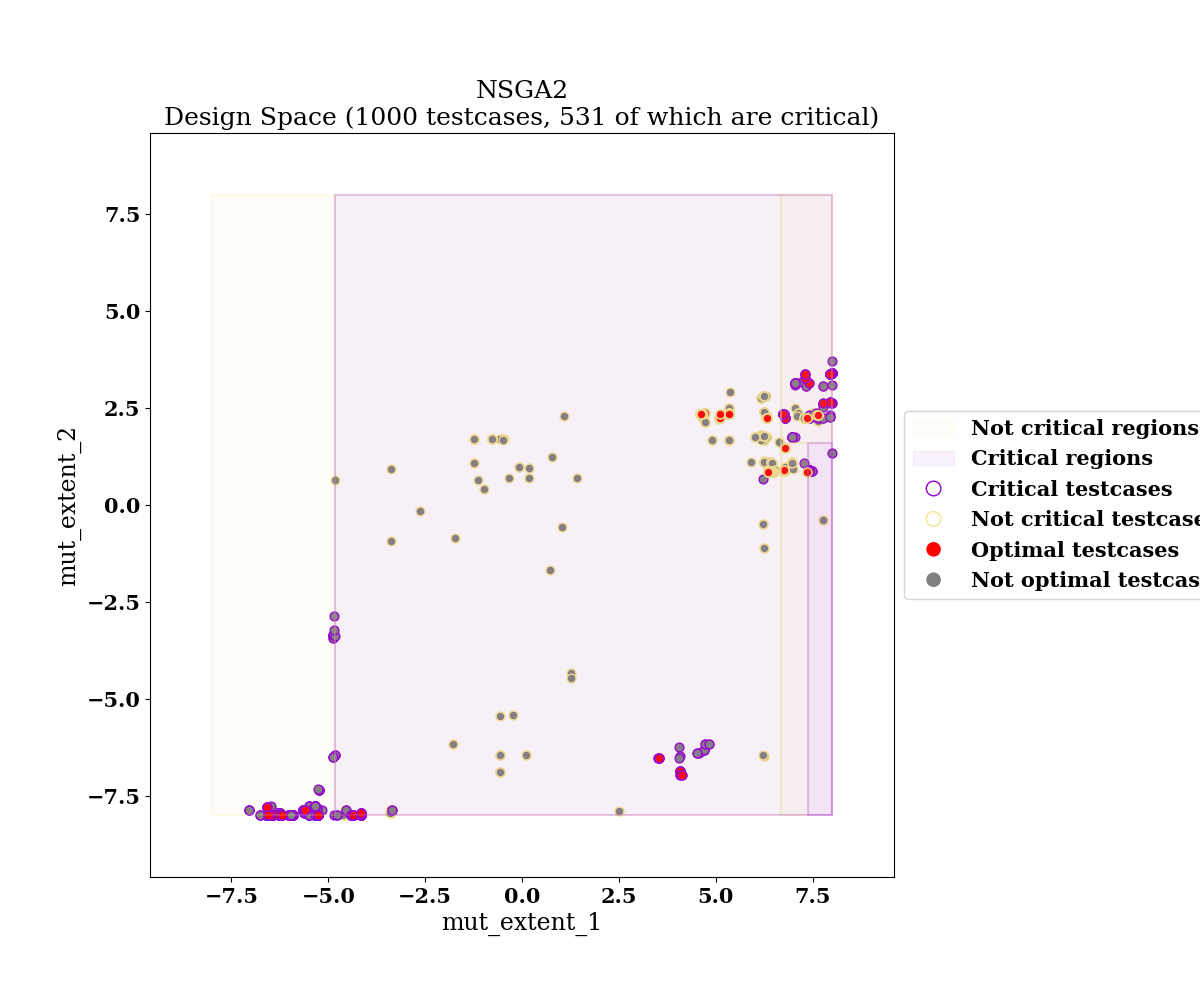 NSGA2
Design Space (1000 testcases, 531 of which are critical)
7.5
5.0
2.5
0.0
−2.5
−5.0
−7.5
mut_extent_2
−7.5
−5.0
−2.5
0.0
2.5
5.0
7.5
mut_extent_1
Not critical regions
Critical regions
Critical testcases
Not critical testcase
Optimal testcases
Not optimal testcas